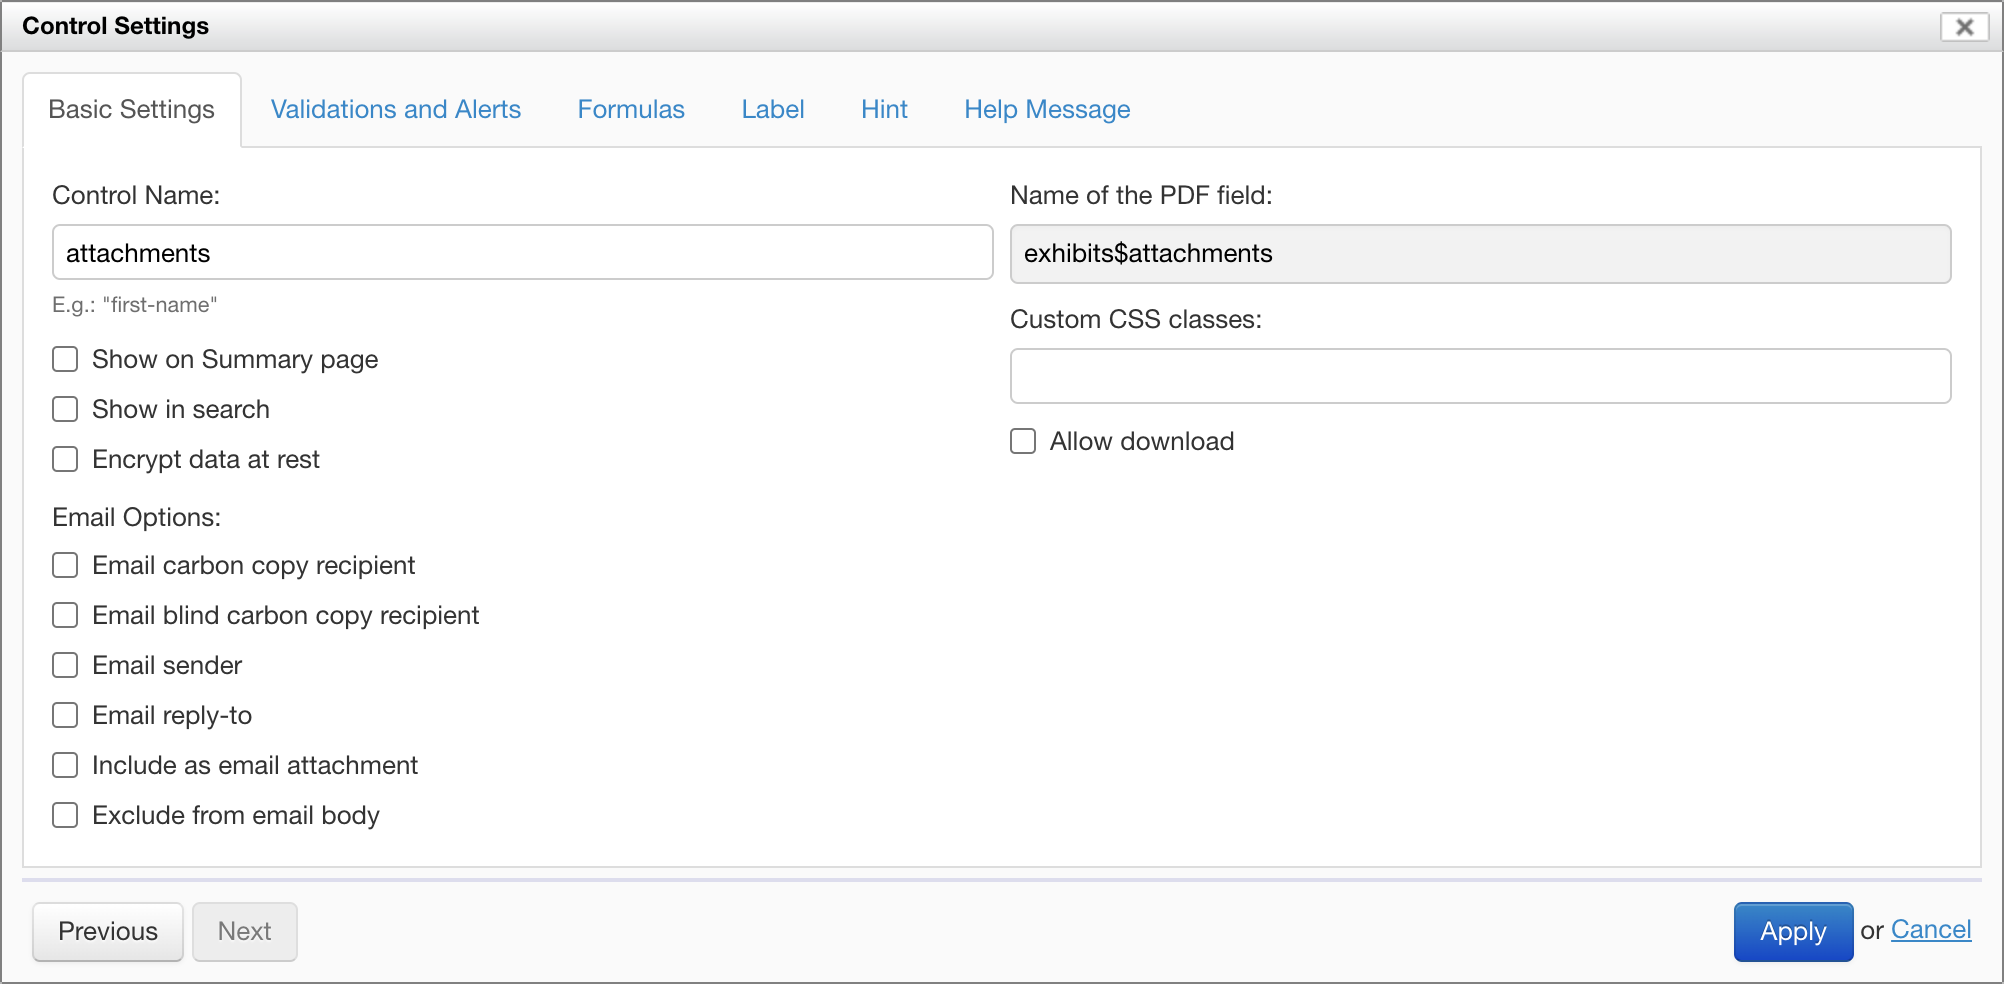 Control Settings
Basic Settings
Validations and Alerts
Formulas
Label
Hint
Help Message
Control Name:
attachments
E.g.: "first-name"
Show on Summary page
Show in search
Encrypt data at rest
Email Options:
Email carbon copy recipient
Email blind carbon copy recipient
Email sender
Email reply-to
Include as email attachment
Exclude from email body
Name of the PDF field:
exhibits$attachments
Custom CSS classes:
Allow download
Previous
Next
Apply or Cancel